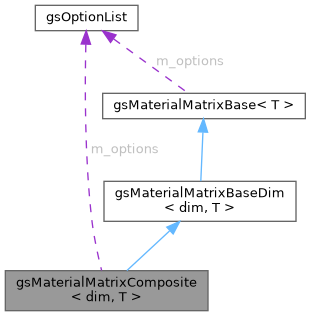 gsOptionList
m_options
gsMaterialMatrixBase< T >
m_options
gsMaterialMatrixBaseDim
< dim, T >
gsMaterialMatrixComposite
< dim, T >